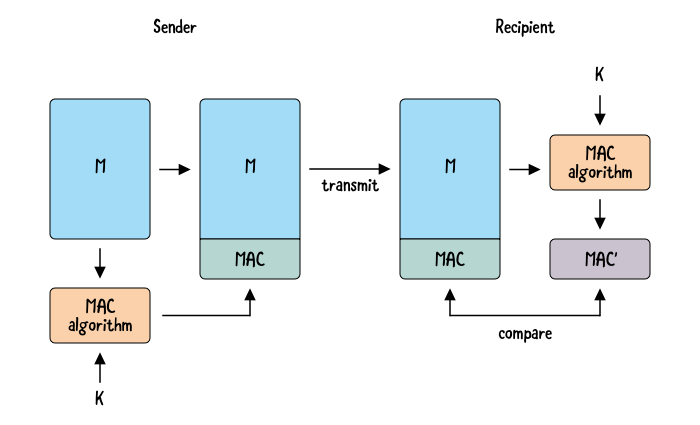 Sender
Recipient
K
M
M
transmit
M
MAC
algorithm
MAC
MAC
MAC'
MAC
algorithm
compare
K